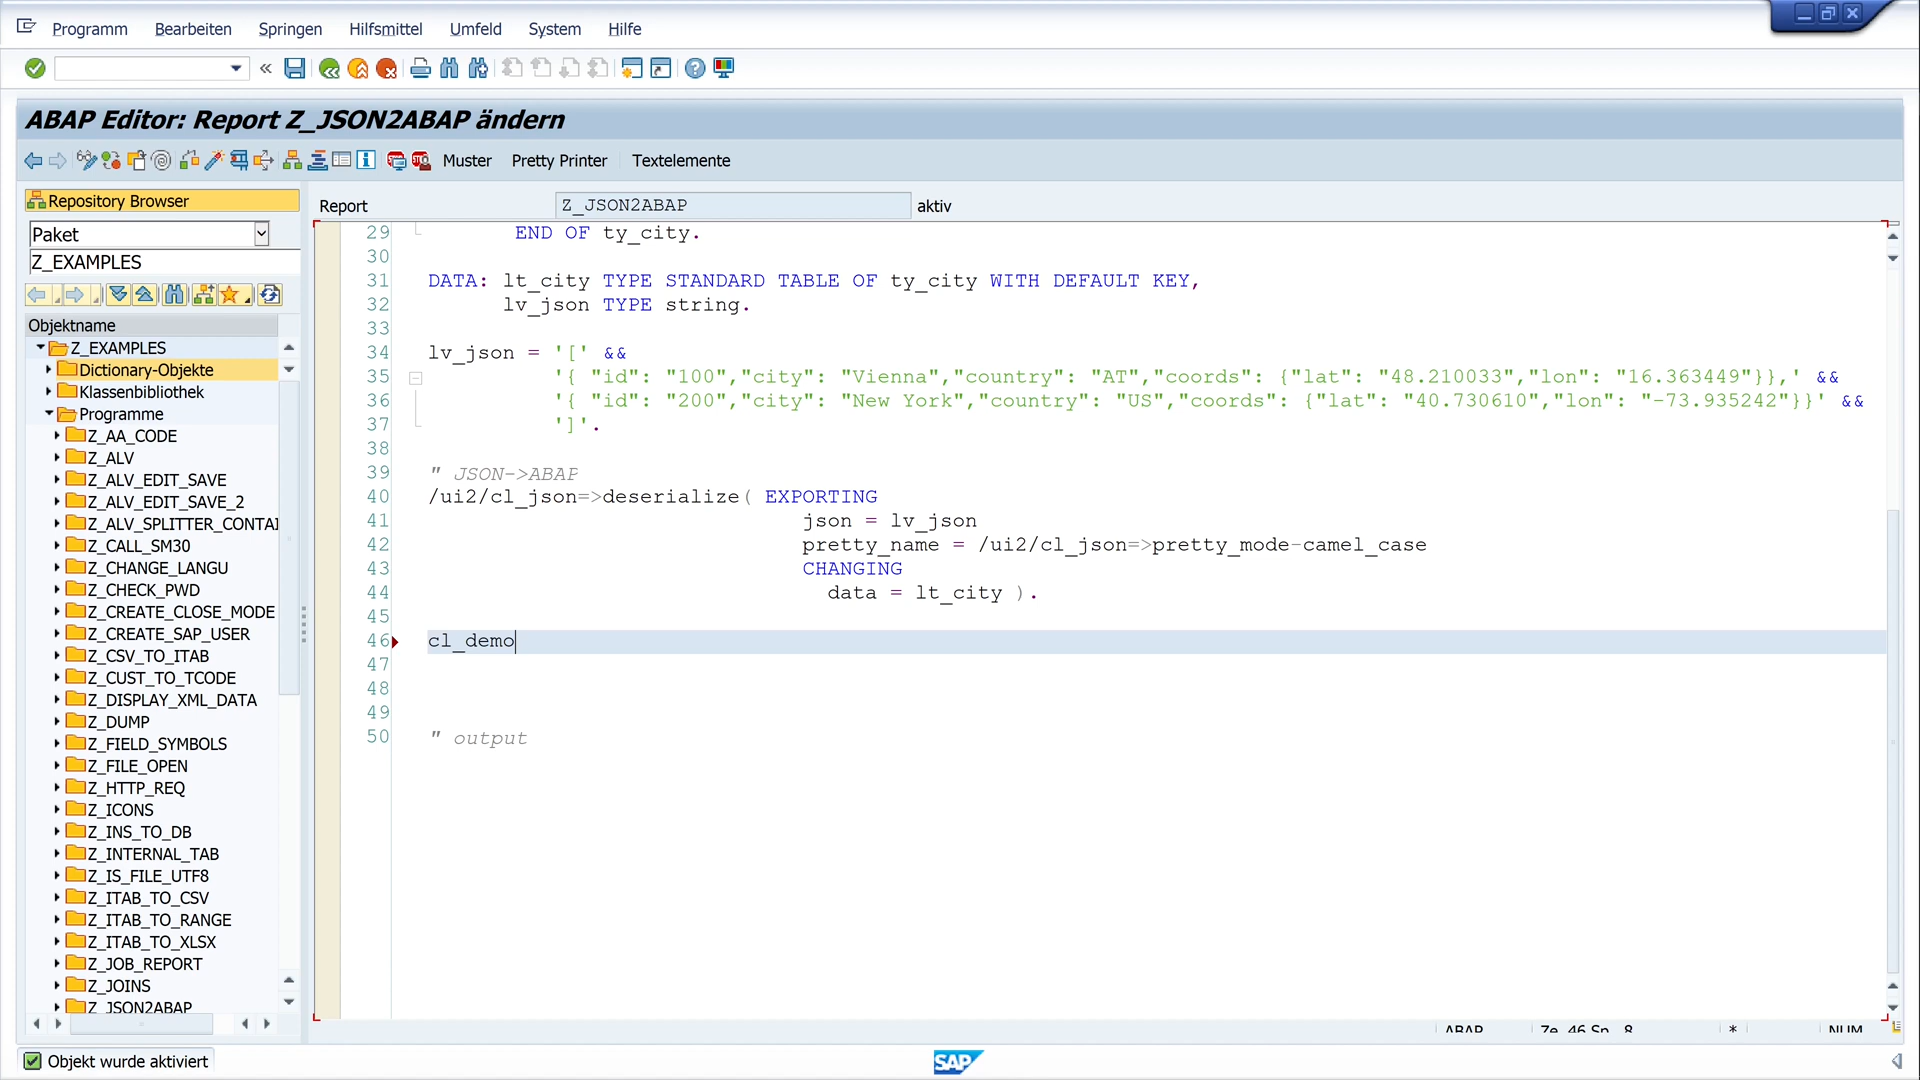 Programm Bearbeiten Springen Hilfsmittel Umfeld System Hilfe
ABAP Editor: Report Z_JSON2ABAP ändern
Muster Pretty Printer Textelemente
Repository Browser
Paket
Z_EXAMPLES
Objektname
Z_EXAMPLES
Dictionary-Objekte
Klassenbibliothek
Programme
Z_AA_CODE
Z_ALV
Z_ALV_EDIT_SAVE
Z_ALV_EDIT_SAVE_2
Z_ALV_SPLITTER_CONTAI
Z_CALL_SM30
Z_CHANGE_LANGU
Z_CHECK_PWD
Z_CREATE_CLOSE_MODE
Z_CREATE_SAP_USER
Z_CSV_TO_ITAB
Z_CUST_TO_TCODE
Z_DISPLAY_XML_DATA
Z_DUMP
Z_FIELD_SYMBOLS
Z_FILE_OPEN
Z_HTTP_REQ
Z_ICONS
Z_INS_TO_DB
Z_INTERNAL_TAB
Z_IS_FILE_UTF8
Z_ITAB_TO_CSV
Z_ITAB_TO_RANGE
Z_ITAB_TO_XLSX
Z_JOB_REPORT
Z_JOINS
Z_JSON2ABAP
Report Z_JSON2ABAP aktiv
29 END OF ty_city.
30
31 DATA: lt_city TYPE STANDARD TABLE OF ty_city WITH DEFAULT KEY,
32 lv_json TYPE string.
33
34 lv_json = '[' &&
35 '{ "id": "100","city": "Vienna","country": "AT","coords": {"lat": "48.210033","lon": "16.363449"}},' &&
36 '{ "id": "200","city": "New York","country": "US","coords": {"lat": "40.730610","lon": "-73.935242"}}' &&
37 ']'.
38
39 " JSON->ABAP
40 /ui2/cl_json=>deserialize( EXPORTING
41 json = lv_json
42 pretty_name = /ui2/cl_json=>pretty_mode-camel_case
43 CHANGING
44 data = lt_city ).
45
46 cl_demo
47
48
49
50 " output
ABAP Ze 46 Sp 8 * NUM
Objekt wurde aktiviert
SAP